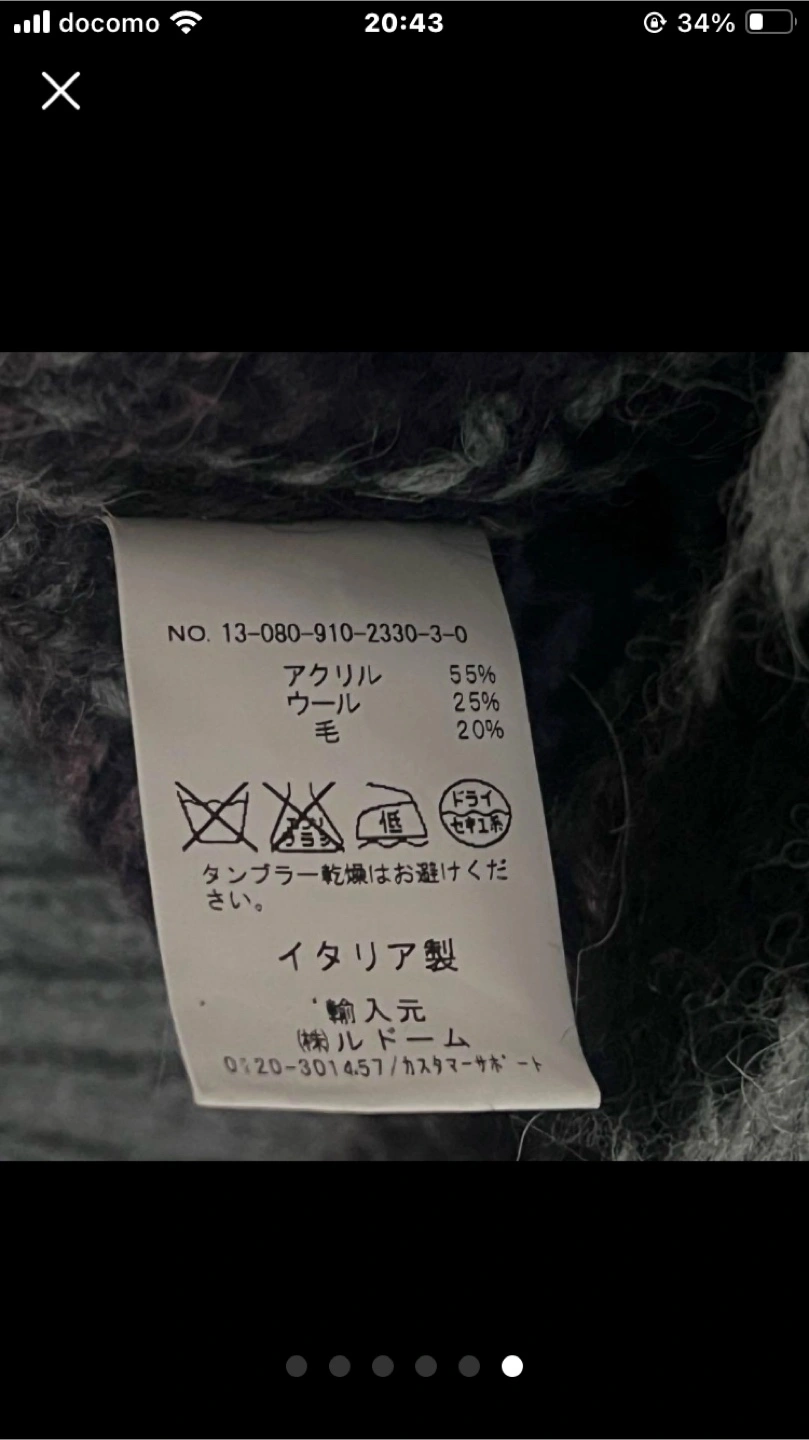 docomo
20:43
34%
NO. 13-080-910-2330-3-0
アクリル 55%
ウール 25%
毛 20%
低
ドライ
セキユ系
タンブラー乾燥はお避けくだ
さい。
イタリア製
輸入元
㈱ルドーム
0120-301457/カスタマーサポート